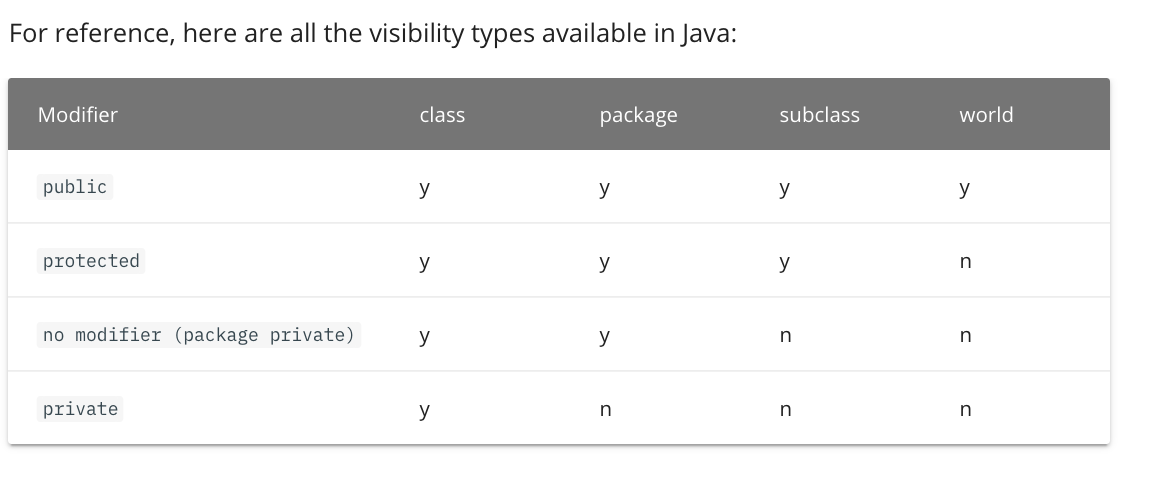 For reference, here are all the visibility types available in Java:
Modifier class package subclass world
public y y y y
protected y y y n
no modifier (package private) y y n n
private y n n n